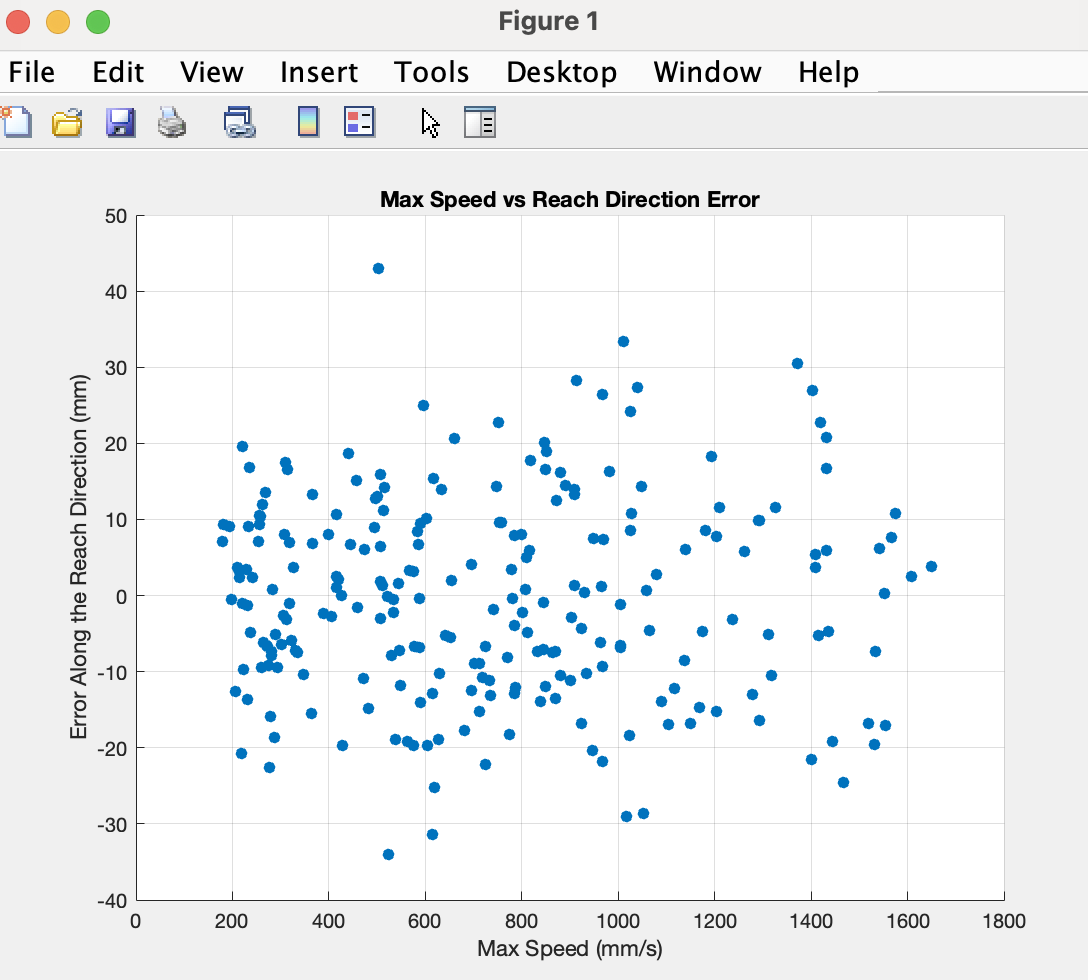 Figure 1
File Edit View Insert Tools Desktop Window Help
Max Speed vs Reach Direction Error
50
40
30
20
10
0
-10
-20
-30
-40
Error Along the Reach Direction (mm)
0 200 400 600 800 1000 1200 1400 1600 1800
Max Speed (mm/s)